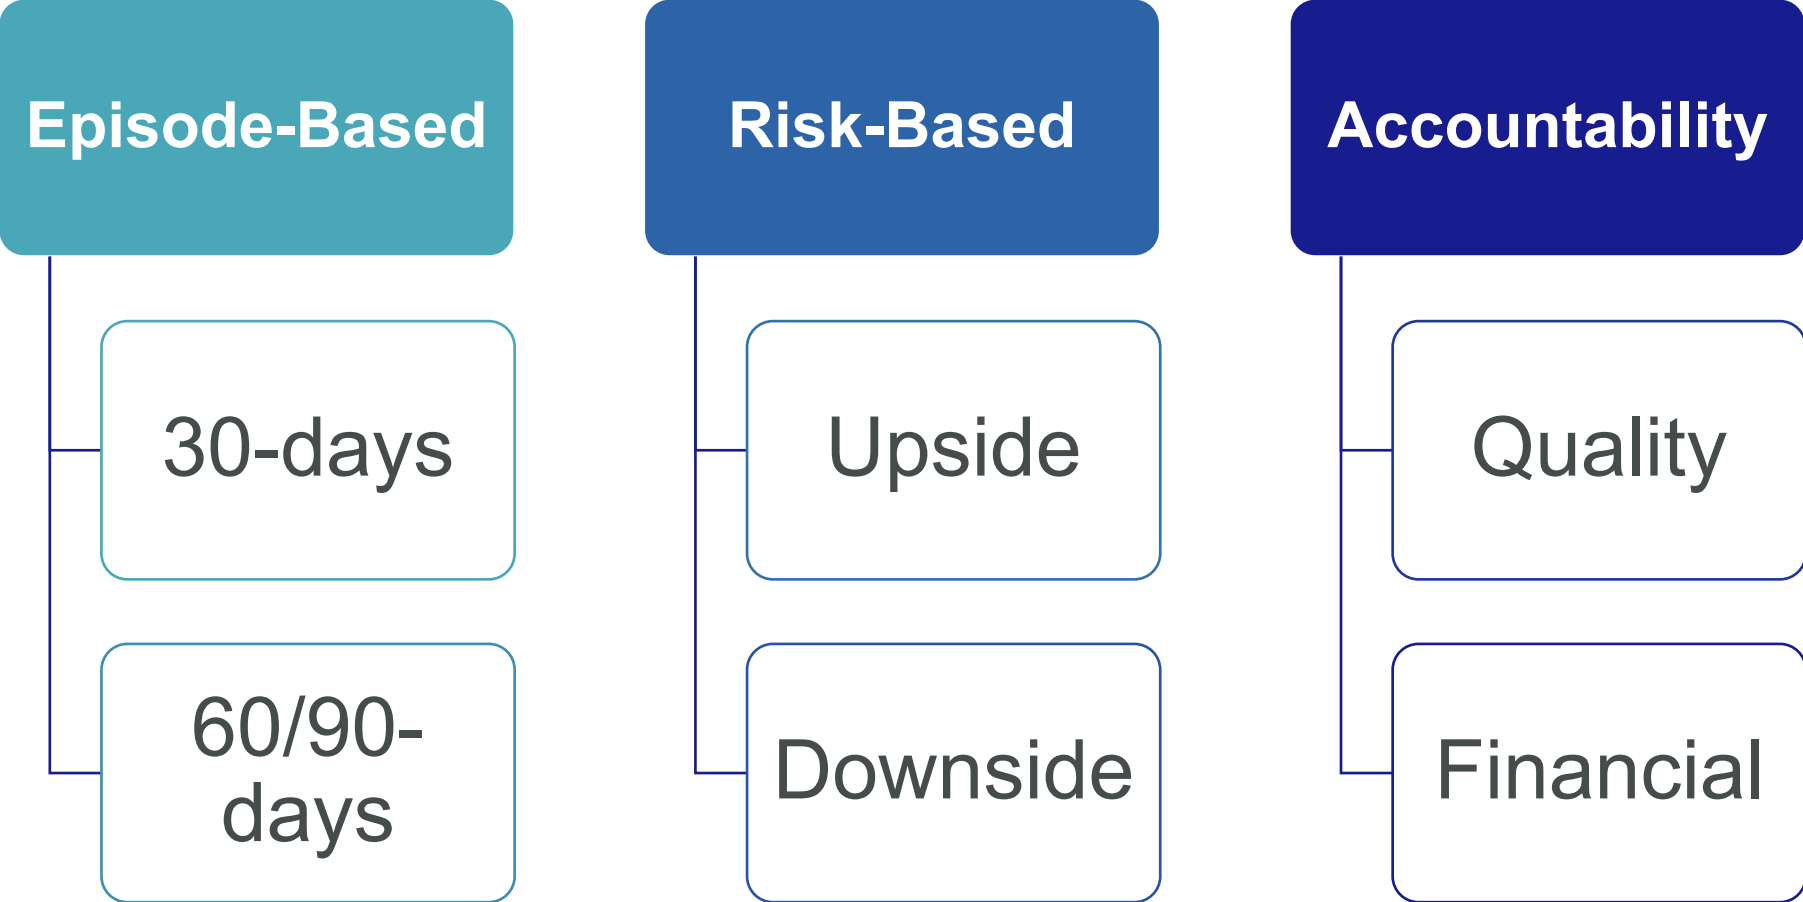 Episode-Based
30-days
60/90-
days
Risk-Based
Upside
Downside
Accountability
Quality
Financial